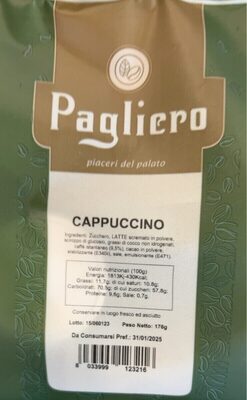 Pagliero
piaceri del palato
CAPPUCCINO
Ingredienti: Zucchero, LATTE scremato in polvere,
sciroppo di glucosio, grassi di cocco non idrogenati,
caffè istantaneo (9,5%), cacao in polvere,
stabilizzante (E340ii), sale, emulsionante (E471).
Valori nutrizionali (100g)
Energia: 1813Kj-430Kcal;
Grassi: 11,7g; di cui saturi: 10,8g;
Carboidrati: 70,5g; di cui zuccheri: 57,8g;
Proteine: 9,6g; Sale: 0,7g.
Conservare in luogo fresco ed asciutto
Lotto: 15/060123 Peso Netto: 176g
Da Consumarsi Pref.: 31/01/2025
8 033999 123216